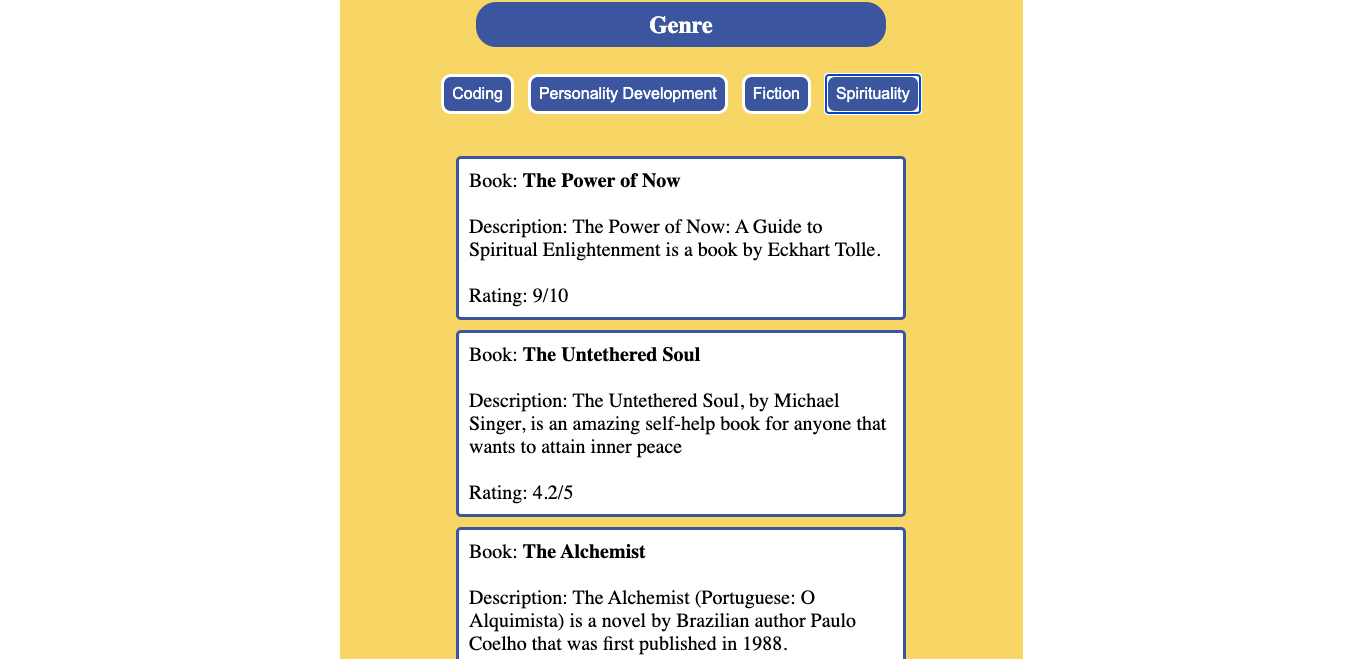 Genre
Coding
Personality Development
Fiction
Spirituality
Book: The Power of Now
Description: The Power of Now: A Guide to
Spiritual Enlightenment is a book by Eckhart Tolle.
Rating: 9/10
Book: The Untethered Soul
Description: The Untethered Soul, by Michael
Singer, is an amazing self-help book for anyone that
wants to attain inner peace
Rating: 4.2/5
Book: The Alchemist
Description: The Alchemist (Portuguese: O
Alquimista) is a novel by Brazilian author Paulo
Coelho that was first published in 1988.